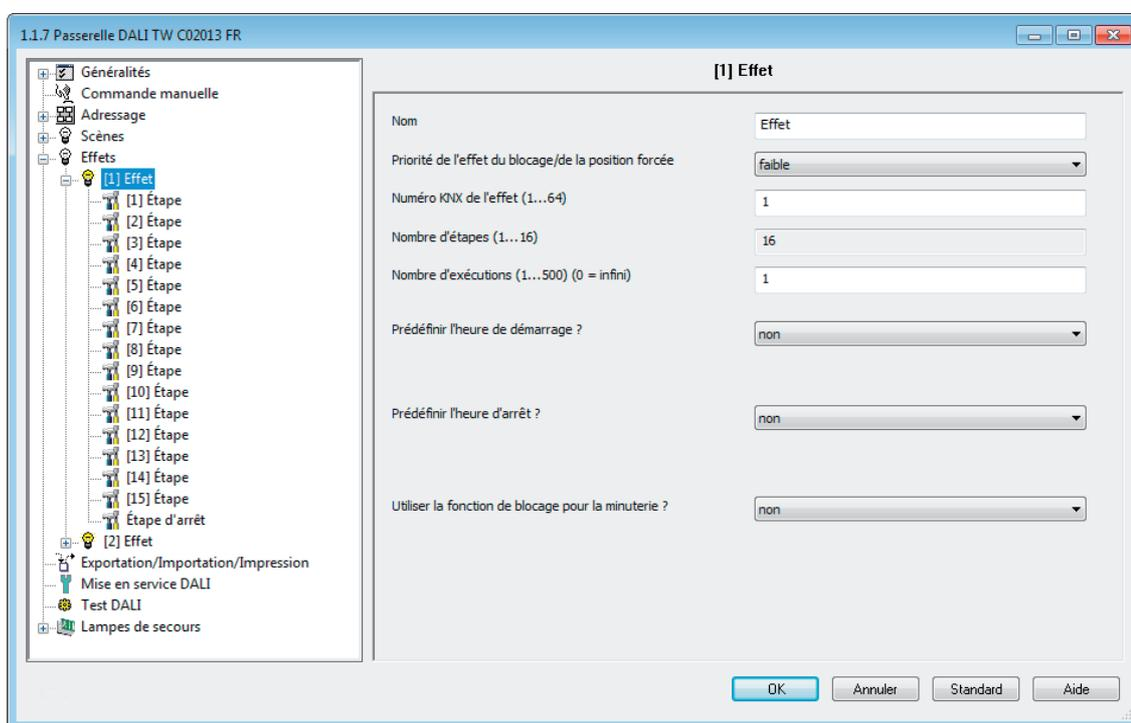 1.1.7 Passerelle DALI TW C02013 FR
Généralités
Commande manuelle
Adressage
Scènes
Effets
[1] Effet
[1] Étape
[2] Étape
[3] Étape
[4] Étape
[5] Étape
[6] Étape
[7] Étape
[8] Étape
[9] Étape
[10] Étape
[11] Étape
[12] Étape
[13] Étape
[14] Étape
[15] Étape
Étape d'arrêt
[2] Effet
Exportation/Importation/Impression
Mise en service DALI
Test DALI
Lampes de secours
[1] Effet
Nom Effet
Priorité de l'effet du blocage/de la position forcée faible
Numéro KNX de l'effet (1...64) 1
Nombre d'étapes (1...16) 16
Nombre d'exécutions (1...500) (0 = infini) 1
Prédéfinir l'heure de démarrage ? non
Prédéfinir l'heure d'arrêt ? non
Utiliser la fonction de blocage pour la minuterie ? non
OK Annuler Standard Aide